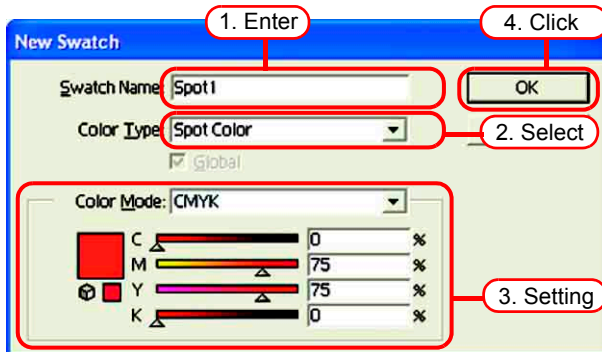 1. Enter
4. Click
New Swatch
Swatch Name: Spot1
OK
Color Type: Spot Color
2. Select
Global
Color Mode: CMYK
C 0 %
M 75 %
Y 75 %
3. Setting
K 0 %